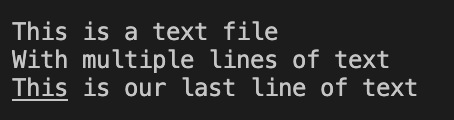 This is a text file
With multiple lines of text
This is our last line of text